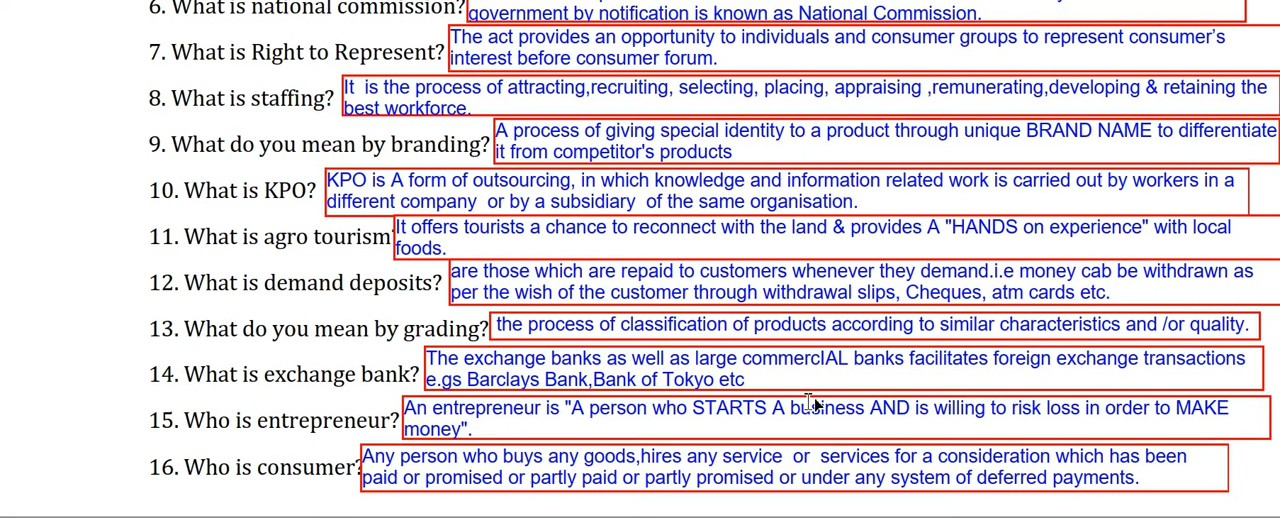 6. What is national commission?
government by notification is known as National Commission.
7. What is Right to Represent? The act provides an opportunity to individuals and consumer groups to represent consumer's
interest before consumer forum.
8. What is staffing? It is the process of attracting,recruiting, selecting, placing, appraising ,remunerating,developing & retaining the
best workforce.
9. What do you mean by branding? A process of giving special identity to a product through unique BRAND NAME to differentiate
it from competitor's products
10. What is KPO? KPO is A form of outsourcing, in which knowledge and information related work is carried out by workers in a
different company or by a subsidiary of the same organisation.
11. What is agro tourism It offers tourists a chance to reconnect with the land & provides A "HANDS on experience" with local
foods.
12. What is demand deposits? are those which are repaid to customers whenever they demand.i.e money cab be withdrawn as
per the wish of the customer through withdrawal slips, Cheques, atm cards etc.
13. What do you mean by grading? the process of classification of products according to similar characteristics and /or quality.
14. What is exchange bank? The exchange banks as well as large commercIAL banks facilitates foreign exchange transactions
e.gs Barclays Bank,Bank of Tokyo etc
15. Who is entrepreneur? An entrepreneur is "A person who STARTS A business AND is willing to risk loss in order to MAKE
money".
16. Who is consumer? Any person who buys any goods,hires any service or services for a consideration which has been
paid or promised or partly paid or partly promised or under any system of deferred payments.